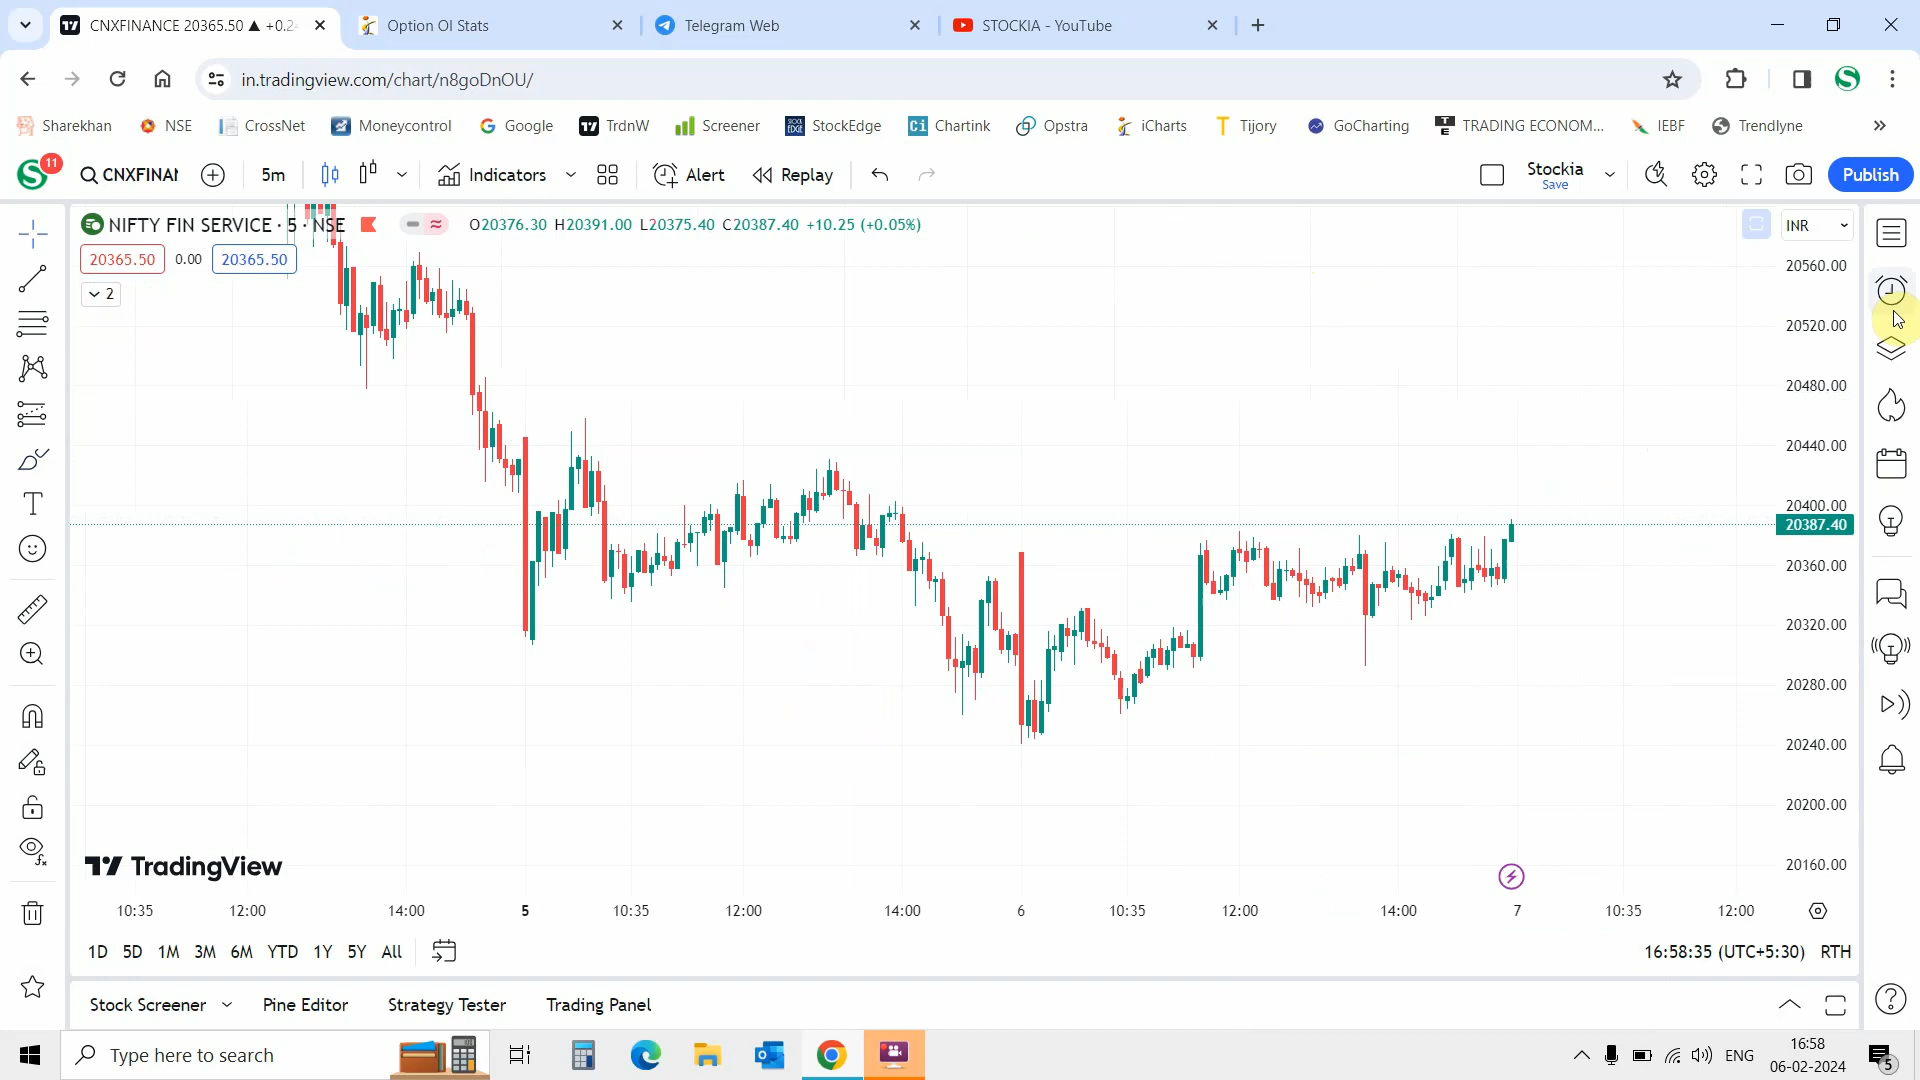 CNXFINANCE 20365.50 ▲ +0.24
Option OI Stats
Telegram Web
STOCKIA - YouTube
in.tradingview.com/chart/n8goDnOU/
Sharekhan
NSE
CrossNet
Moneycontrol
Google
TrdnW
Screener
StockEdge
Chartink
Opstra
iCharts
Tijory
GoCharting
TRADING ECONOM...
IEBF
Trendlyne
11
CNXFINAN
5m
Indicators
Alert
Replay
Stockia
Save
Publish
NIFTY FIN SERVICE · 5 · NSE
O20376.30 H20391.00 L20375.40 C20387.40 +10.25 (+0.05%)
INR
20365.50
0.00
20365.50
2
20560.00
20520.00
20480.00
20440.00
20400.00
20387.40
20360.00
20320.00
20280.00
20240.00
20200.00
20160.00
TradingView
10:35
12:00
14:00
5
10:35
12:00
14:00
6
10:35
12:00
14:00
7
10:35
12:00
1D 5D 1M 3M 6M YTD 1Y 5Y All
16:58:35 (UTC+5:30) RTH
Stock Screener
Pine Editor
Strategy Tester
Trading Panel
Type here to search
ENG
16:58
06-02-2024
5